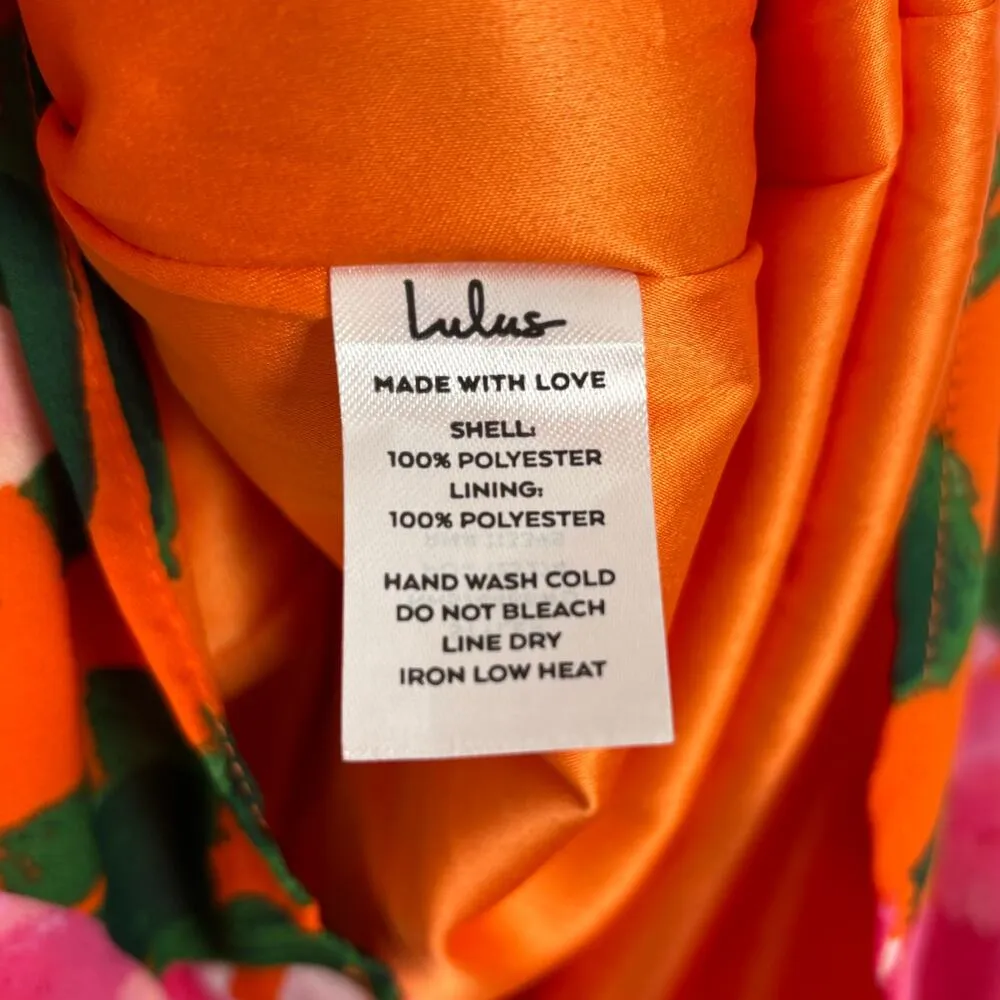 Lulus
MADE WITH LOVE
SHELL:
100% POLYESTER
LINING:
100% POLYESTER
HAND WASH COLD
DO NOT BLEACH
LINE DRY
IRON LOW HEAT